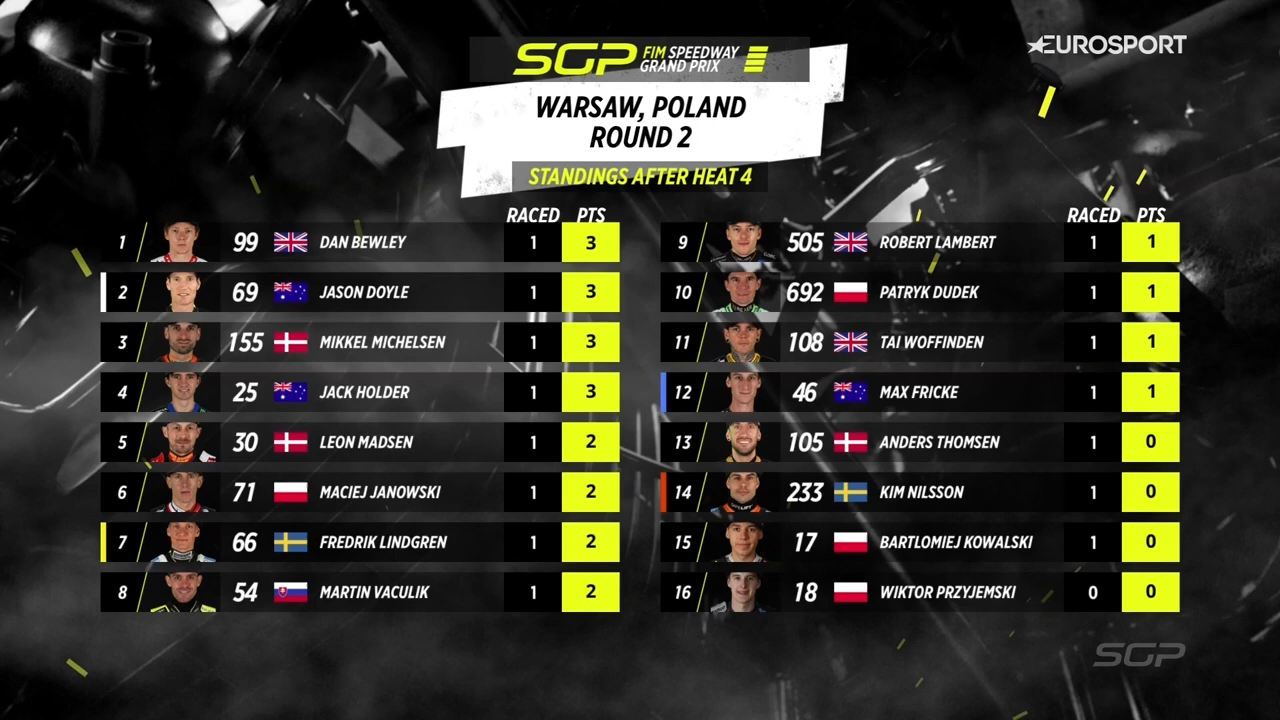 SGP FIM SPEEDWAY
GRAND PRIX
EUROSPORT
WARSAW, POLAND
ROUND 2
STANDINGS AFTER HEAT 4
RACED PTS
1 99 DAN BEWLEY 1 3
2 69 JASON DOYLE 1 3
3 155 MIKKEL MICHELSEN 1 3
4 25 JACK HOLDER 1 3
5 30 LEON MADSEN 1 2
6 71 MACIEJ JANOWSKI 1 2
7 66 FREDRIK LINDGREN 1 2
8 54 MARTIN VACULIK 1 2
RACED PTS
9 505 ROBERT LAMBERT 1 1
10 692 PATRYK DUDEK 1 1
11 108 TAI WOFFINDEN 1 1
12 46 MAX FRICKE 1 1
13 105 ANDERS THOMSEN 1 0
14 233 KIM NILSSON 1 0
15 17 BARTLOMIEJ KOWALSKI 1 0
16 18 WIKTOR PRZYJEMSKI 0 0
SGP